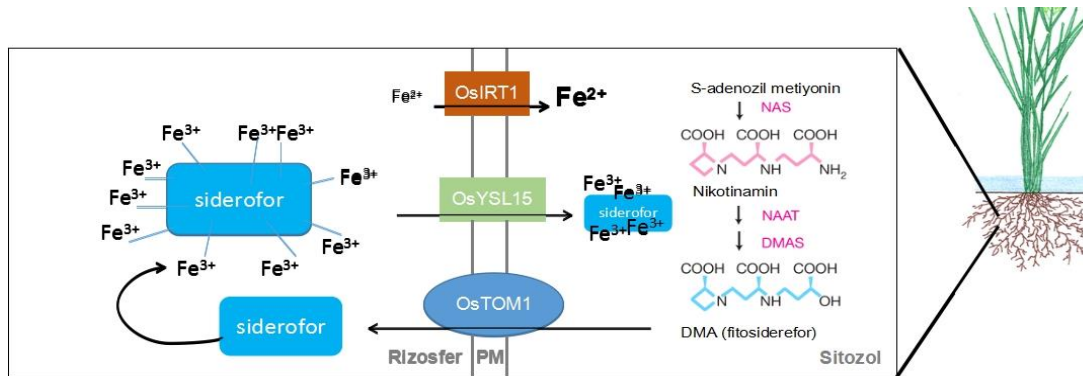 OsIRT1
Fe2+
Fe2+
Fe3+
Fe3+Fe3+
Fe3+
Fe3+
Fe3+
Fe3+
Fe3+
Fe3+
Fe3+
siderofor
OsYSL15
Fe3+
Fe3+
siderofor
Fe3+Fe3+
siderofor
OsTOM1
Rizosfer
PM
Sitozol
S-adenozil metiyonin
NAS
COOH COOH COOH
N NH NH2
Nikotinamin
NAAT
DMAS
COOH COOH COOH
N NH OH
DMA (fitosiderefor)